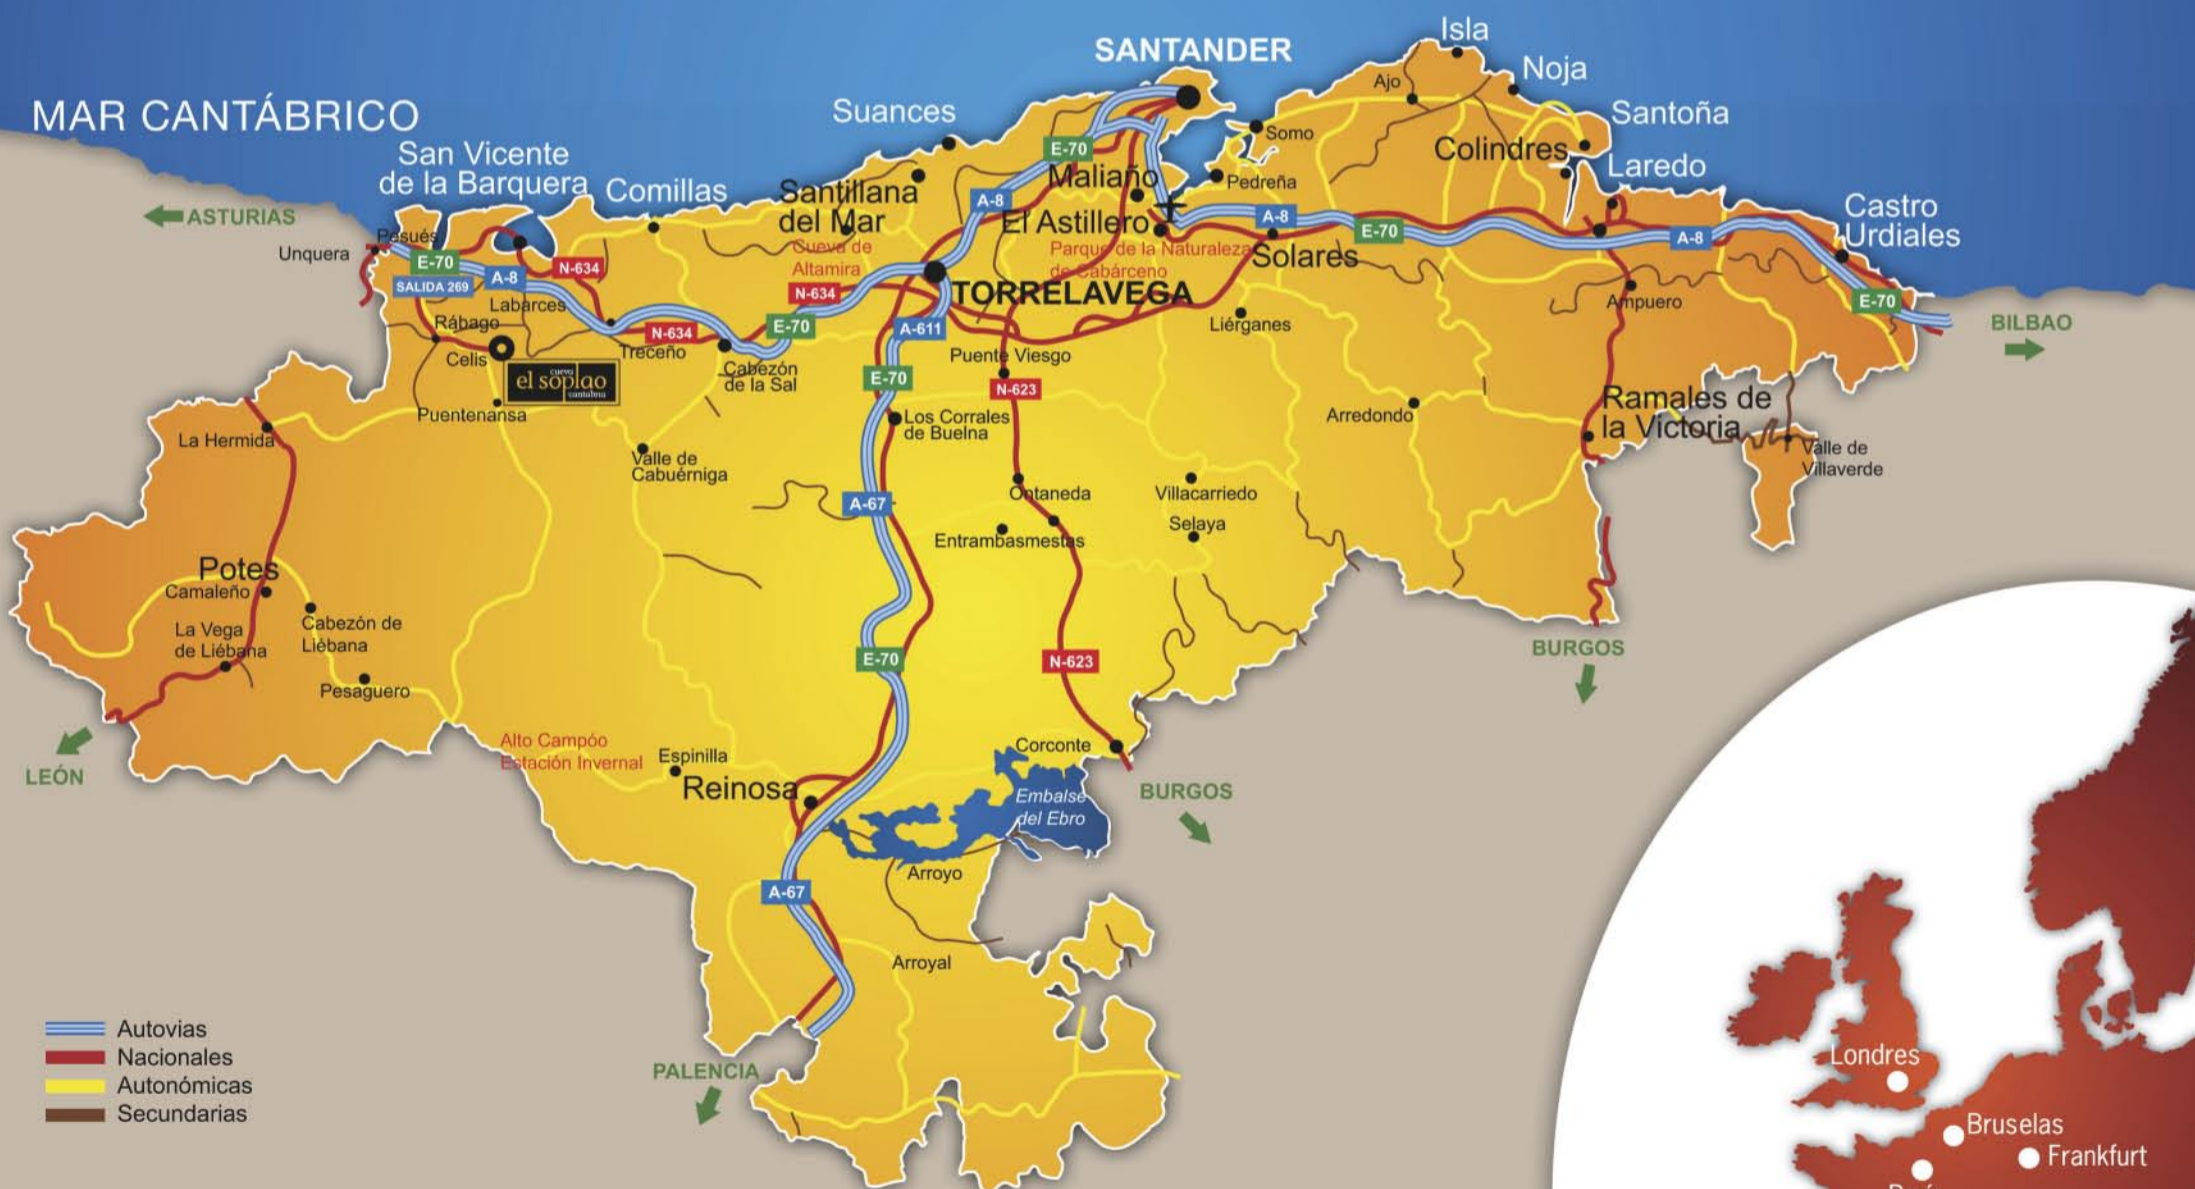 SANTANDER
Isla
Noja
Ajo
Suances
MAR CANTÁBRICO
Santoña
Somo
E-70
Colindres
San Vicente
de la Barquera
Comillas
Santillana
del Mar
Maliaño
Pedreña
Laredo
A-8
El Astillero
A-8
E-70
A-8
Castro
Urdiales
ASTURIAS
Pesués
Unquera
E-70
SALIDA 269
A-8
N-634
Cueva de
Altamira
Parque de la Naturaleza
de Cabárceno
Solares
N-634
TORRELAVEGA
Labarces
Rábago
N-634
E-70
A-611
Liérganes
Ampuero
E-70
BILBAO
Celis
Treceño
Cabezón
de la Sal
cueva
el soplao
cantabria
Puente Viesgo
E-70
N-623
Puentenansa
Los Corrales
de Buelna
Arredondo
Ramales de
la Victoria
La Hermida
Valle de
Cabuérniga
Valle de
Villaverde
A-67
Ontaneda
Villacarriedo
Selaya
Entrambasmestas
Potes
Camaleño
Cabezón de
Liébana
La Vega
de Liébana
Pesaguero
E-70
N-623
BURGOS
LEÓN
Alto Campóo
Estación Invernal
Espinilla
Reinosa
Corconte
Embalse
del Ebro
BURGOS
Arroyo
A-67
Arroyal
PALENCIA
Autovias
Nacionales
Autonómicas
Secundarias
Londres
Bruselas
Frankfurt